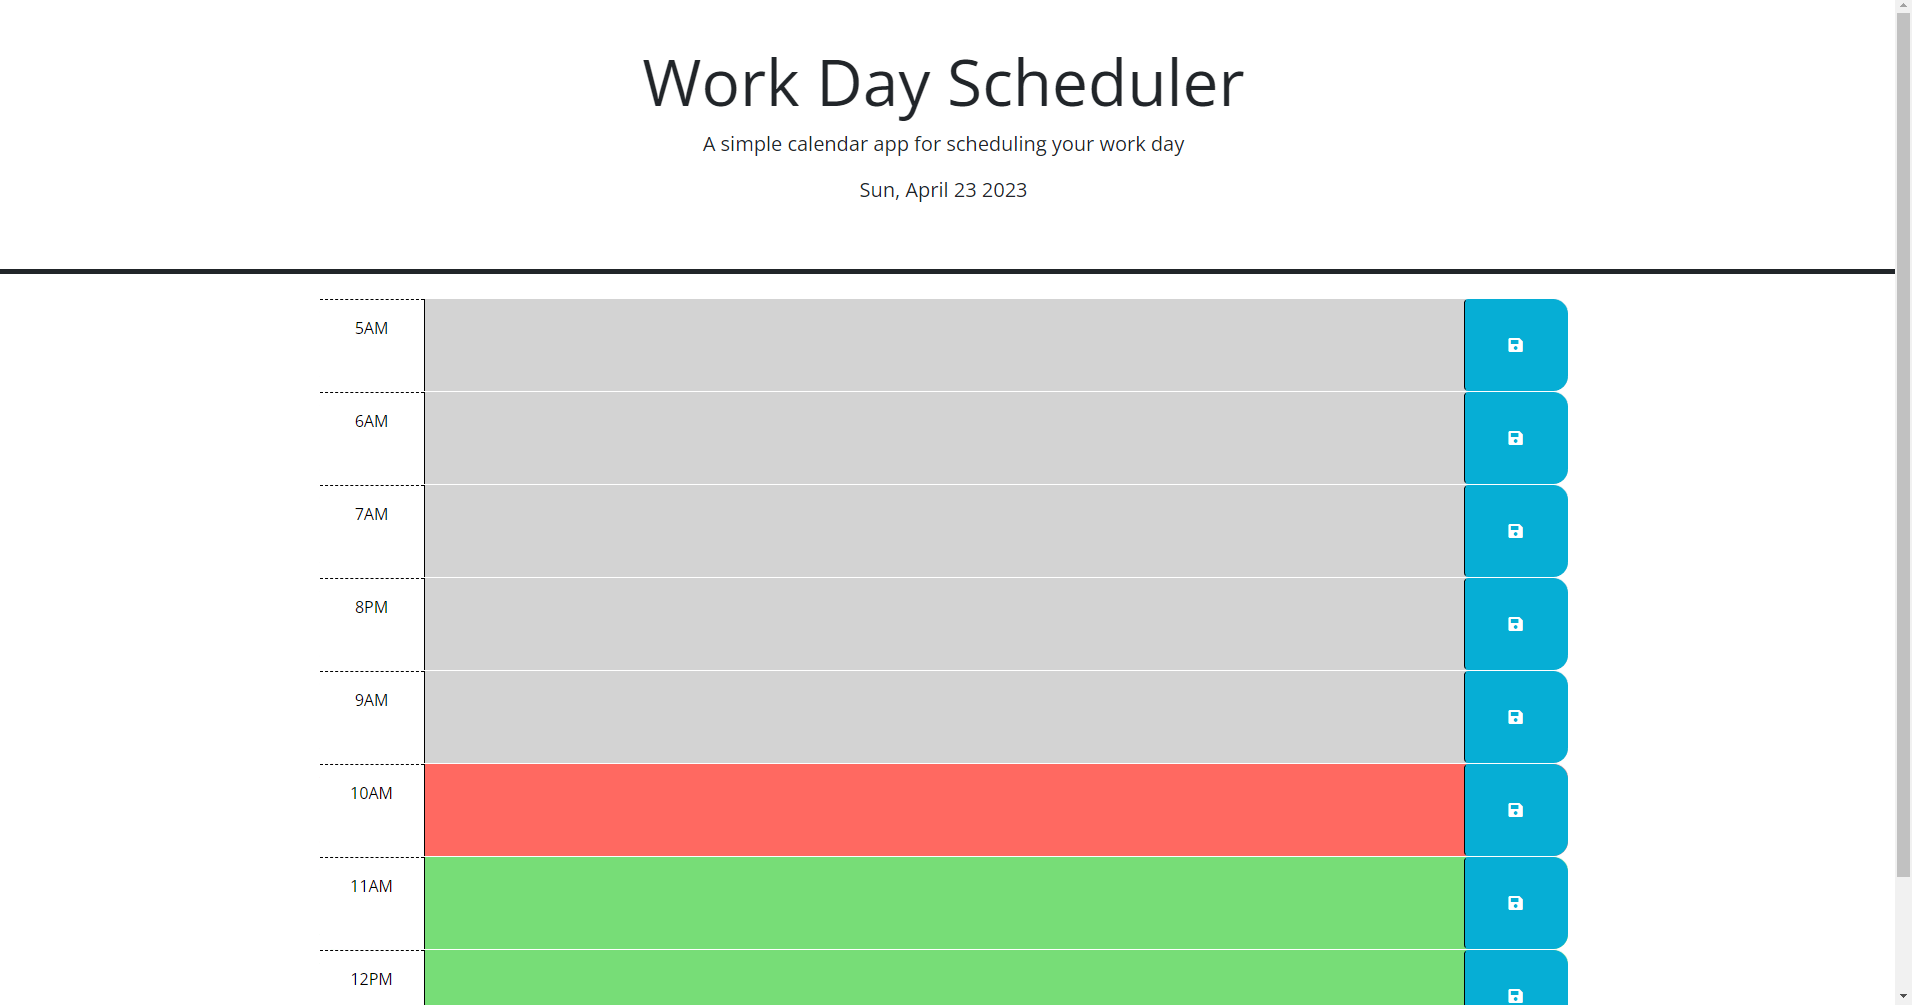 Work Day Scheduler
A simple calendar app for scheduling your work day
Sun, April 23 2023
5AM
6AM
7AM
8PM
9AM
10AM
11AM
12PM